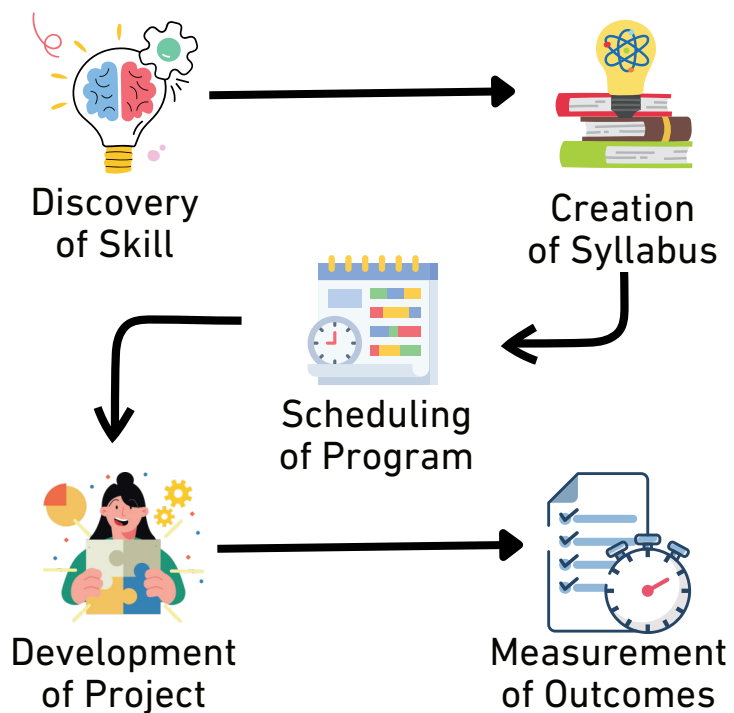 Discovery
of Skill
Creation
of Syllabus
Scheduling
of Program
Development
of Project
Measurement
of Outcomes